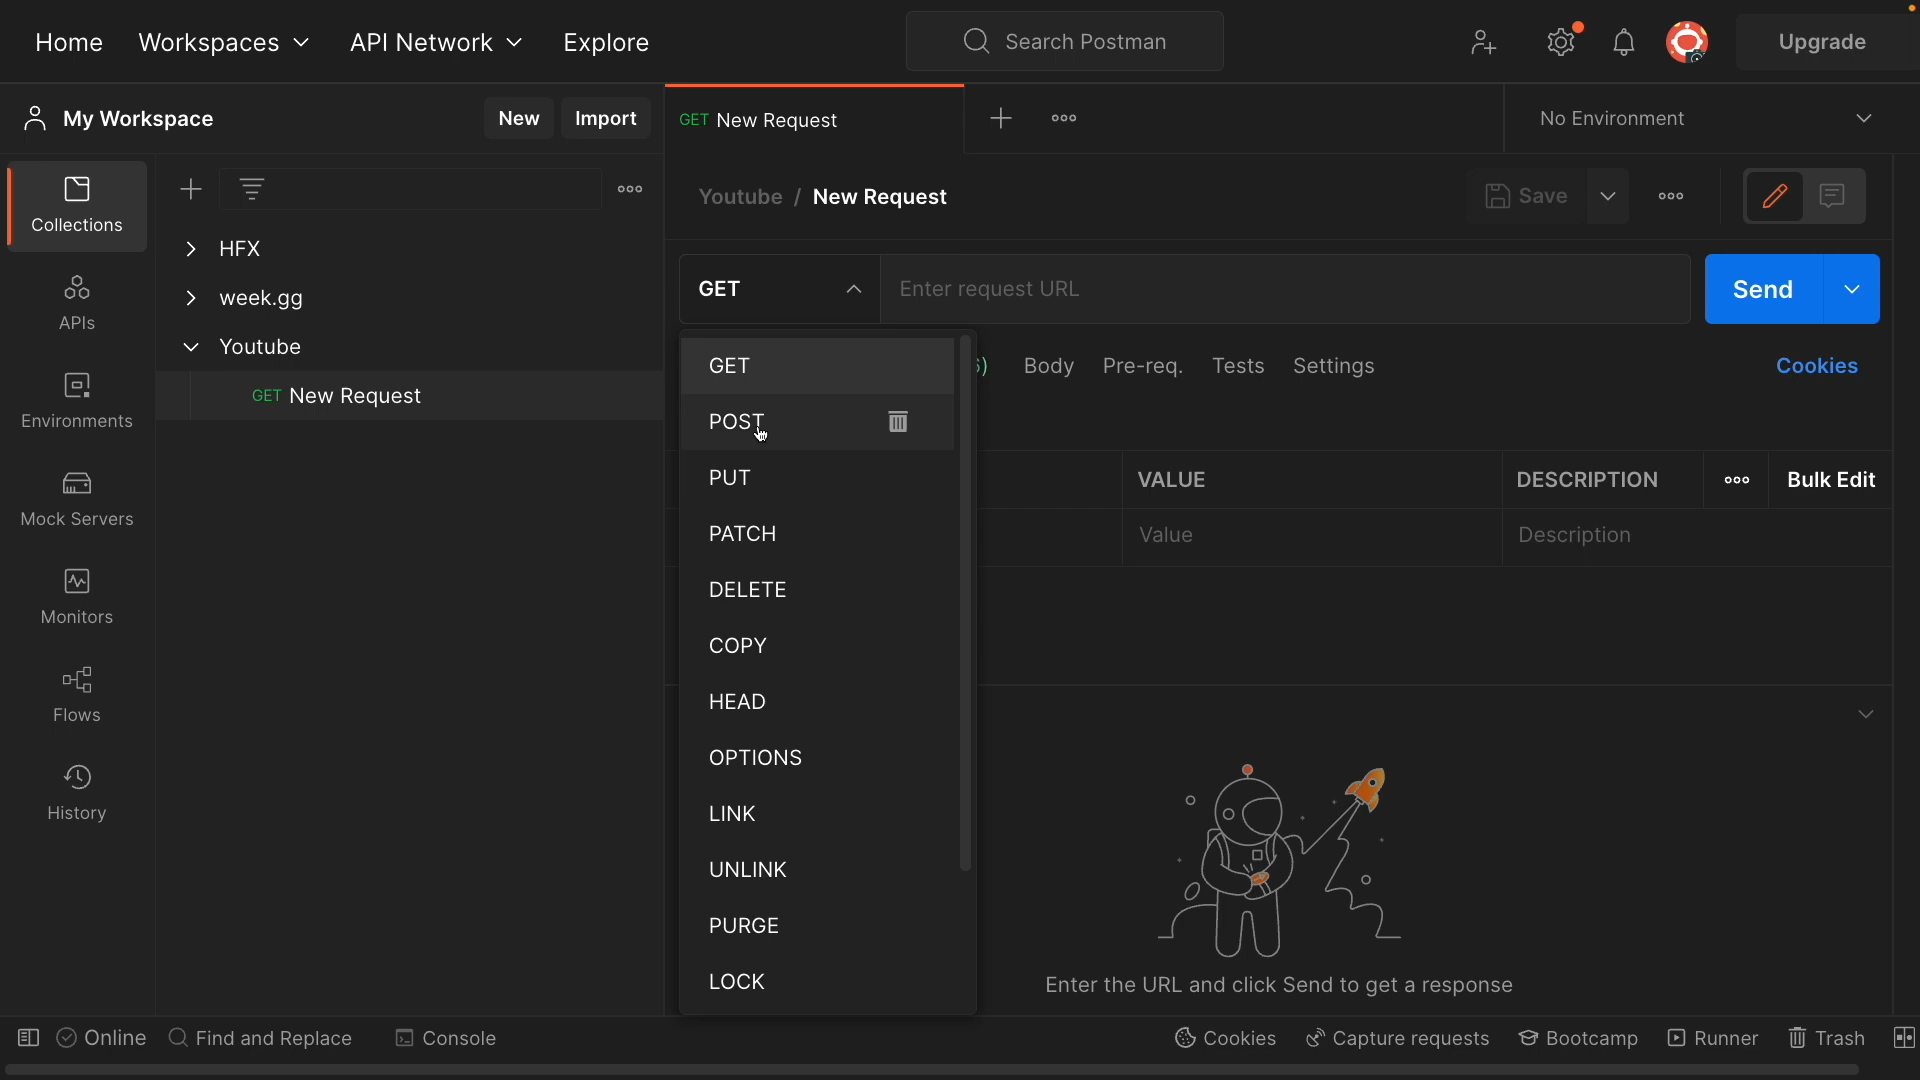 Home
Workspaces
API Network
Explore
Search Postman
Upgrade
My Workspace
New
Import
GET New Request
No Environment
Collections
APIs
Environments
Mock Servers
Monitors
Flows
History
HFX
week.gg
Youtube
GET New Request
Youtube / New Request
Save
GET
Enter request URL
Send
GET
POST
PUT
PATCH
DELETE
COPY
HEAD
OPTIONS
LINK
UNLINK
PURGE
LOCK
Body
Pre-req.
Tests
Settings
Cookies
VALUE
DESCRIPTION
Bulk Edit
Value
Description
Enter the URL and click Send to get a response
Online
Find and Replace
Console
Cookies
Capture requests
Bootcamp
Runner
Trash